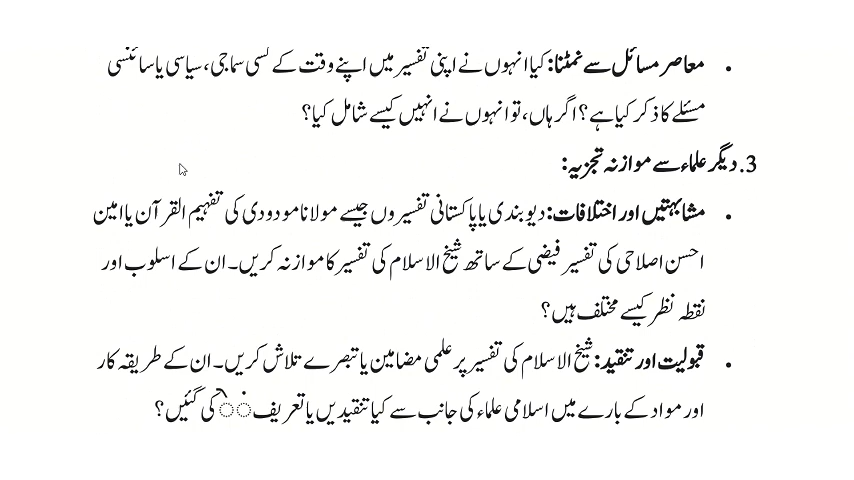 • معاصر مسائل سے نمٹنا: کیا انہوں نے اپنی تفسیر میں اپنے وقت کے کسی سماجی، سیاسی یا سائنسی
مسئلے کا ذکر کیا ہے؟ اگر ہاں، تو انہوں نے انہیں کیسے شامل کیا؟
3. دیگر علماء سے موازنہ تجزیہ:
• مشابہتیں اور اختلافات: دیوبندی یا پاکستانی تفسیروں جیسے مولانا مودودی کی تفہیم القرآن یا امین
احسن اصلاحی کی تفسیر فیضی کے ساتھ شیخ الاسلام کی تفسیر کا موازنہ کریں۔ ان کے اسلوب اور
نقطہ نظر کیسے مختلف ہیں؟
• قبولیت اور تنقید: شیخ الاسلام کی تفسیر پر علمی مضامین یا تبصرے تلاش کریں۔ ان کے طریقہ کار
اور مواد کے بارے میں اسلامی علماء کی جانب سے کیا تنقیدیں یا تعریف کی گئیں؟